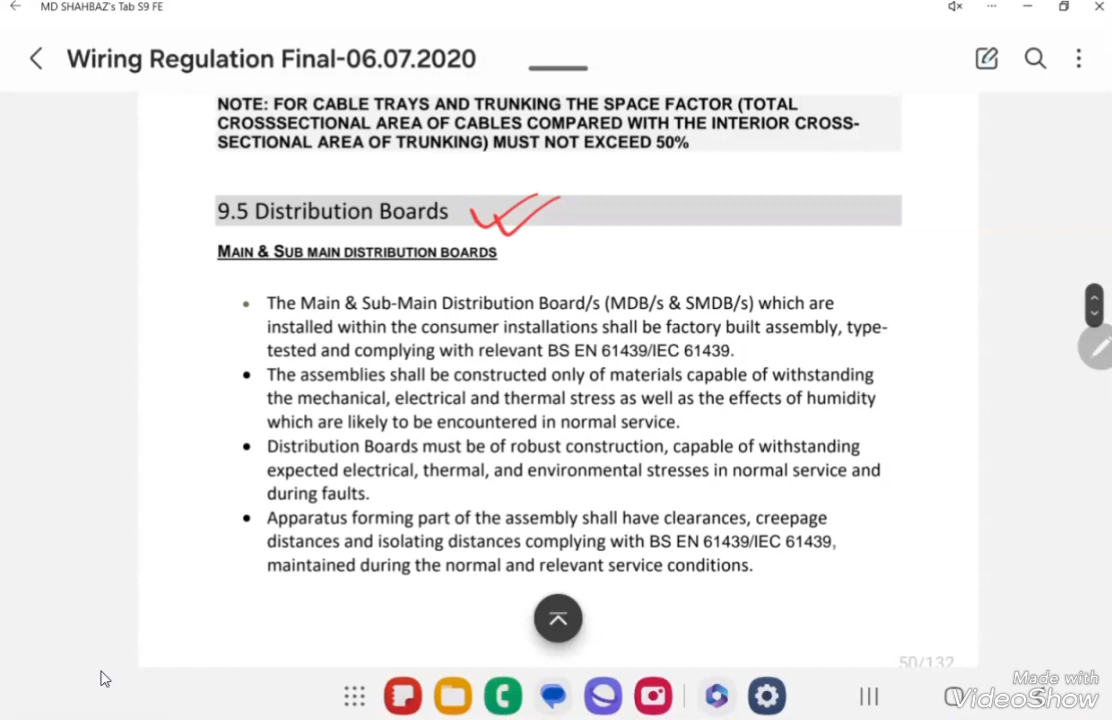 MD SHAHBAZ's Tab S9 FE
Wiring Regulation Final-06.07.2020
NOTE: FOR CABLE TRAYS AND TRUNKING THE SPACE FACTOR (TOTAL
CROSSSECTIONAL AREA OF CABLES COMPARED WITH THE INTERIOR CROSS-
SECTIONAL AREA OF TRUNKING) MUST NOT EXCEED 50%
9.5 Distribution Boards
MAIN & SUB MAIN DISTRIBUTION BOARDS
• The Main & Sub-Main Distribution Board/s (MDB/s & SMDB/s) which are
installed within the consumer installations shall be factory built assembly, type-
tested and complying with relevant BS EN 61439/IEC 61439.
• The assemblies shall be constructed only of materials capable of withstanding
the mechanical, electrical and thermal stress as well as the effects of humidity
which are likely to be encountered in normal service.
• Distribution Boards must be of robust construction, capable of withstanding
expected electrical, thermal, and environmental stresses in normal service and
during faults.
• Apparatus forming part of the assembly shall have clearances, creepage
distances and isolating distances complying with BS EN 61439/IEC 61439,
maintained during the normal and relevant service conditions.
50/132
Made with
VideoShow